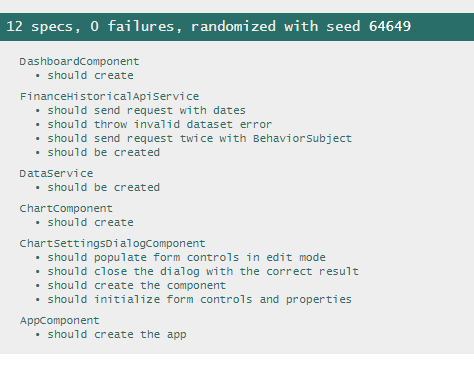 12 specs, 0 failures, randomized with seed 64649
DashboardComponent
• should create
FinanceHistoricalApiService
• should send request with dates
• should throw invalid dataset error
• should send request twice with BehaviorSubject
• should be created
DataService
• should be created
ChartComponent
• should create
ChartSettingsDialogComponent
• should populate form controls in edit mode
• should close the dialog with the correct result
• should create the component
• should initialize form controls and properties
AppComponent
• should create the app